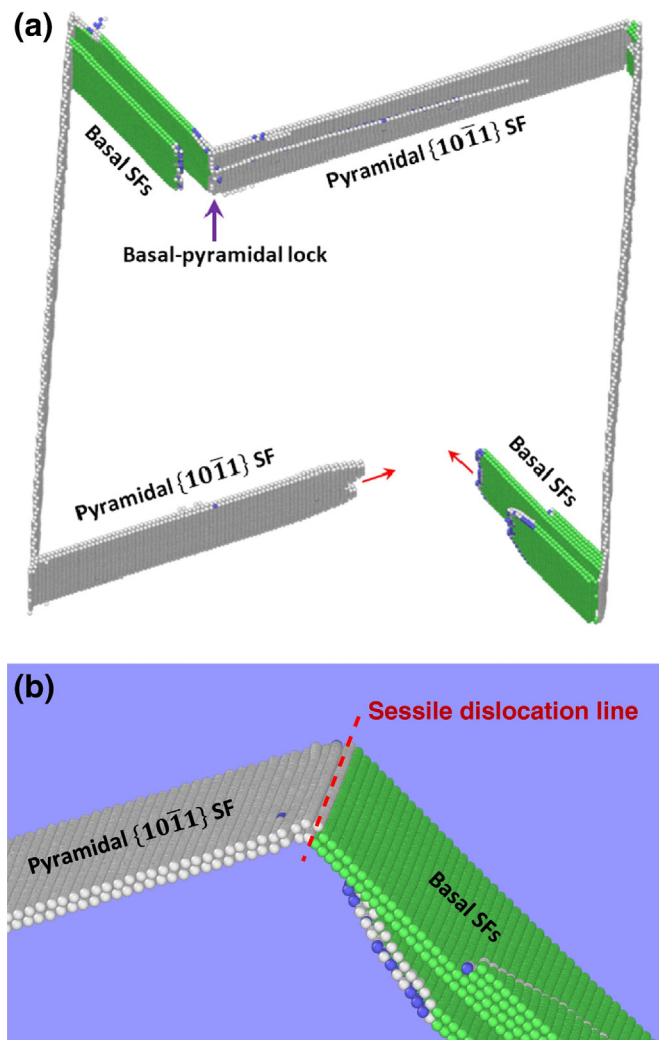 (a)
Basal SFs
Pyramidal {101̄1} SF
Basal-pyramidal lock
Pyramidal {101̄1} SF
Basal SFs
(b)
Sessile dislocation line
Pyramidal {101̄1} SF
Basal SFs